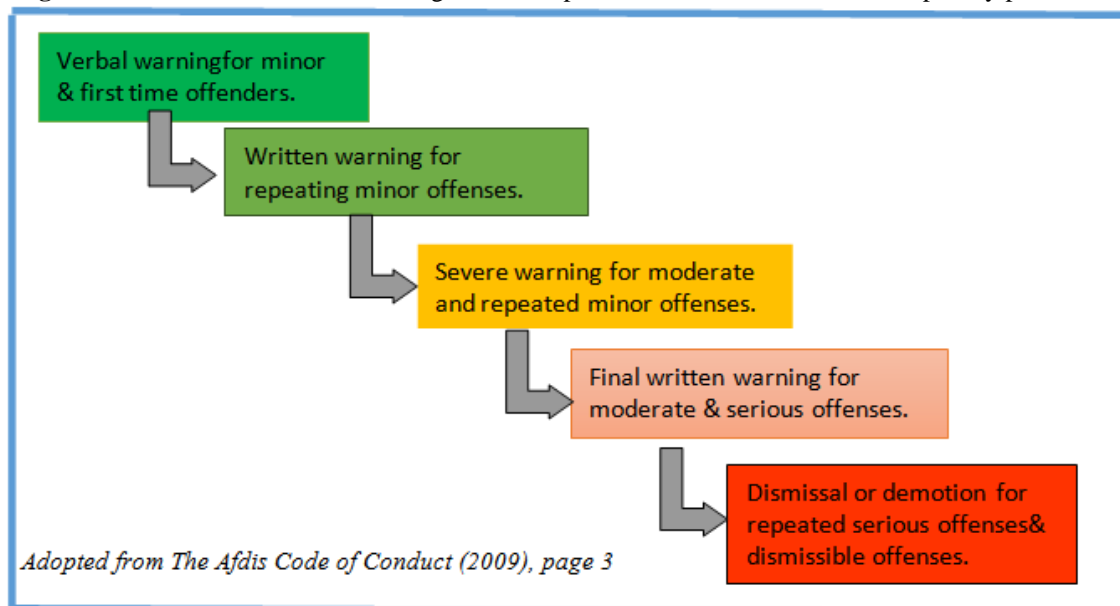 Verbal warningfor minor
& first time offenders.
Written warning for
repeating minor offenses.
Severe warning for moderate
and repeated minor offenses.
Final written warning for
moderate & serious offenses.
Dismissal or demotion for
repeated serious offenses&
dismissible offenses.
Adopted from The Afdis Code of Conduct (2009), page 3